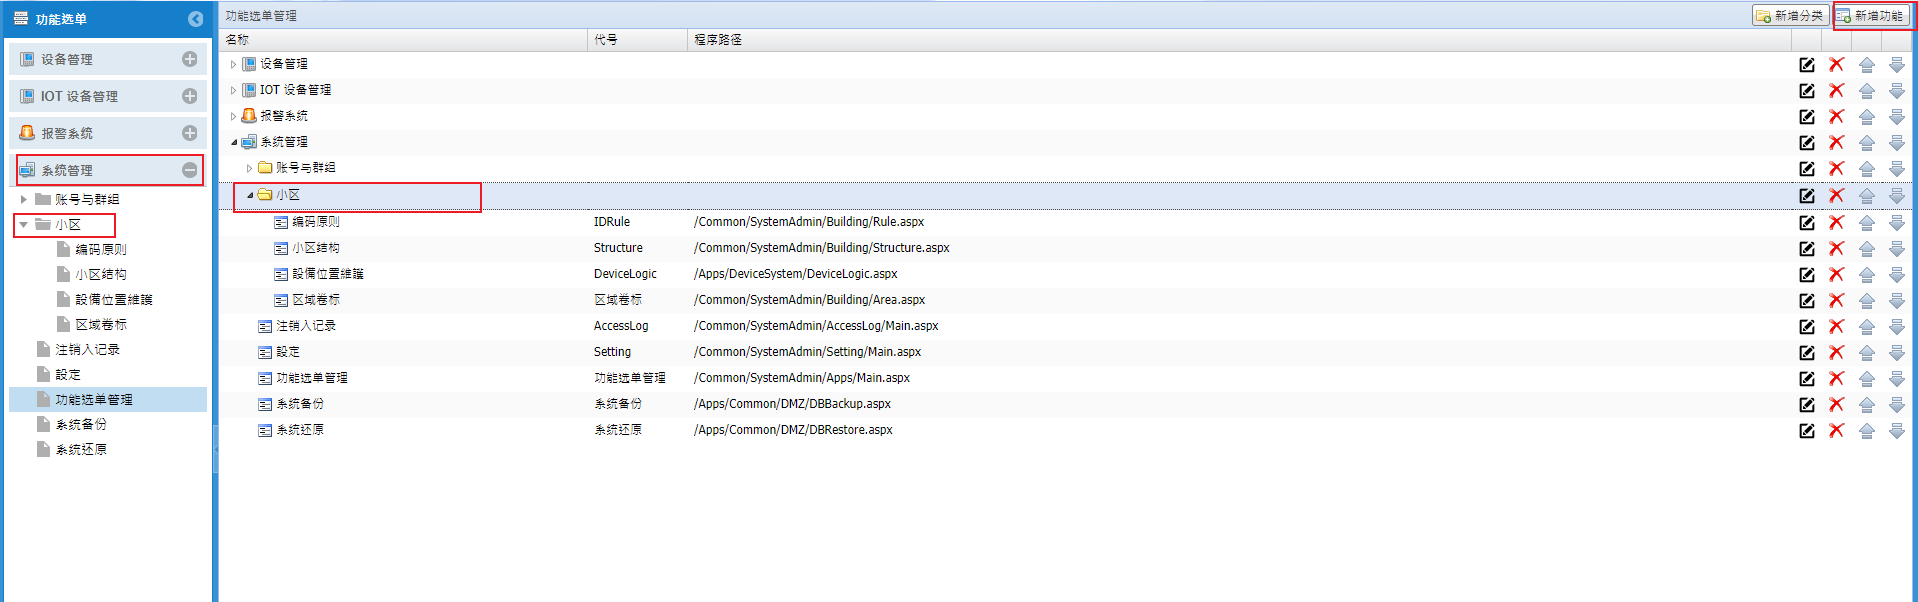 功能选单
设备管理
IOT 设备管理
报警系统
系统管理
账号与群组
小区
编码原则
小区结构
設備位置維護
区域卷标
注销入记录
設定
功能选单管理
系统备份
系统还原
功能选单管理 新增分类 新增功能
名称 代号 程序路径
设备管理
IOT 设备管理
报警系统
系统管理
账号与群组
小区
编码原则 IDRule /Common/SystemAdmin/Building/Rule.aspx
小区结构 Structure /Common/SystemAdmin/Building/Structure.aspx
設備位置維護 DeviceLogic /Apps/DeviceSystem/DeviceLogic.aspx
区域卷标 区域卷标 /Common/SystemAdmin/Building/Area.aspx
注销入记录 AccessLog /Common/SystemAdmin/AccessLog/Main.aspx
設定 Setting /Common/SystemAdmin/Setting/Main.aspx
功能选单管理 功能选单管理 /Common/SystemAdmin/Apps/Main.aspx
系统备份 系统备份 /Apps/Common/DMZ/DBBackup.aspx
系统还原 系统还原 /Apps/Common/DMZ/DBRestore.aspx